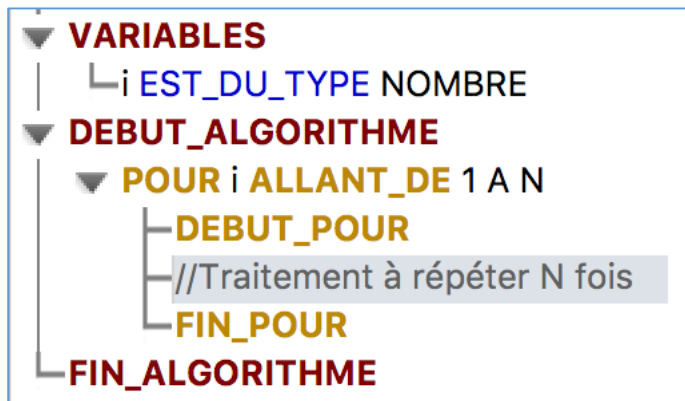 VARIABLES
i EST_DU_TYPE NOMBRE
DEBUT_ALGORITHME
POUR i ALLANT_DE 1 A N
DEBUT_POUR
//Traitement à répéter N fois
FIN_POUR
FIN_ALGORITHME